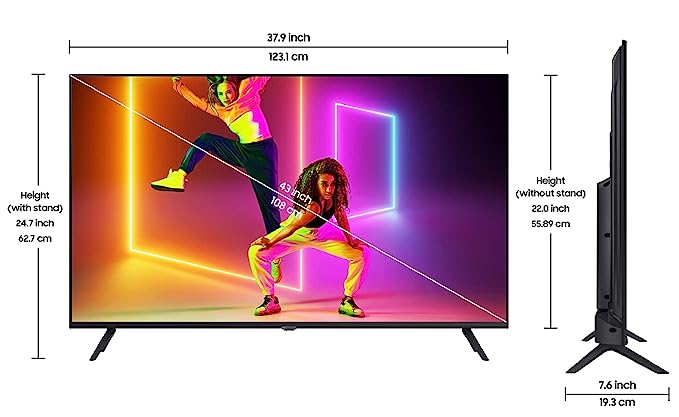 37.9 inch
123.1 cm
Height
(with stand)
24.7 inch
62.7 cm
43 inch
108 cm
Height
(without stand)
22.0 inch
55.89 cm
7.6 inch
19.3 cm